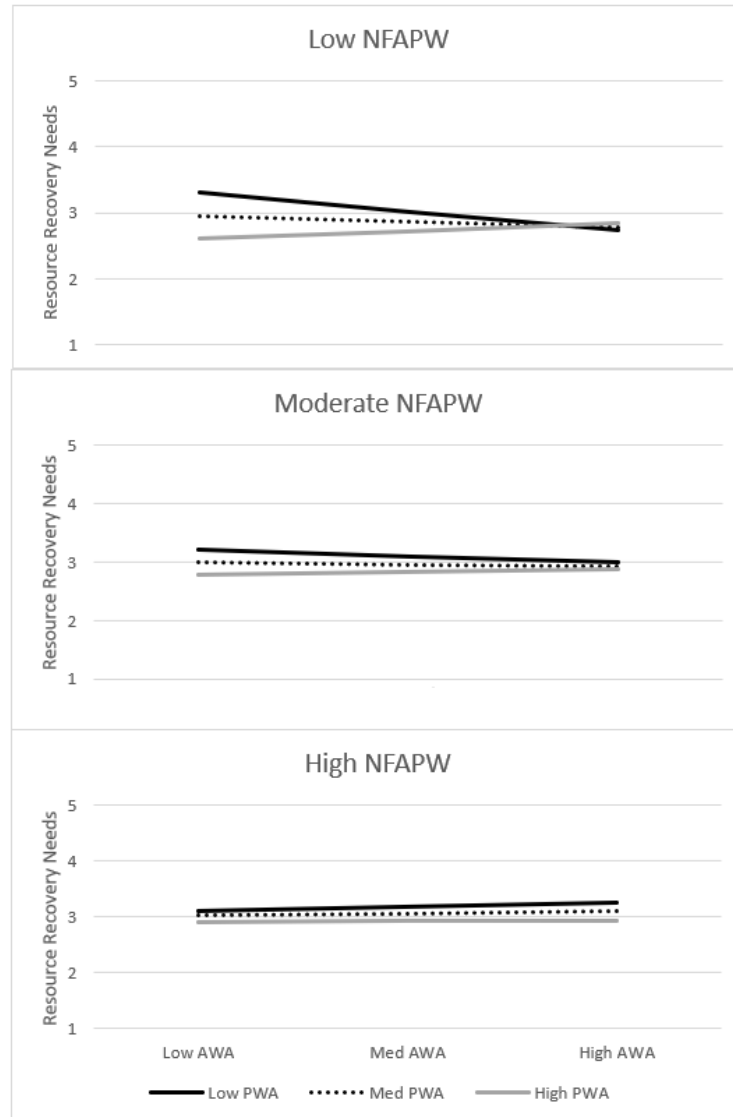 Low NFAPW
Resource Recovery Needs
5
4
3
2
1
Moderate NFAPW
Resource Recovery Needs
5
4
3
2
1
High NFAPW
Resource Recovery Needs
5
4
3
2
1
Low AWA Med AWA High AWA
Low PWA Med PWA High PWA